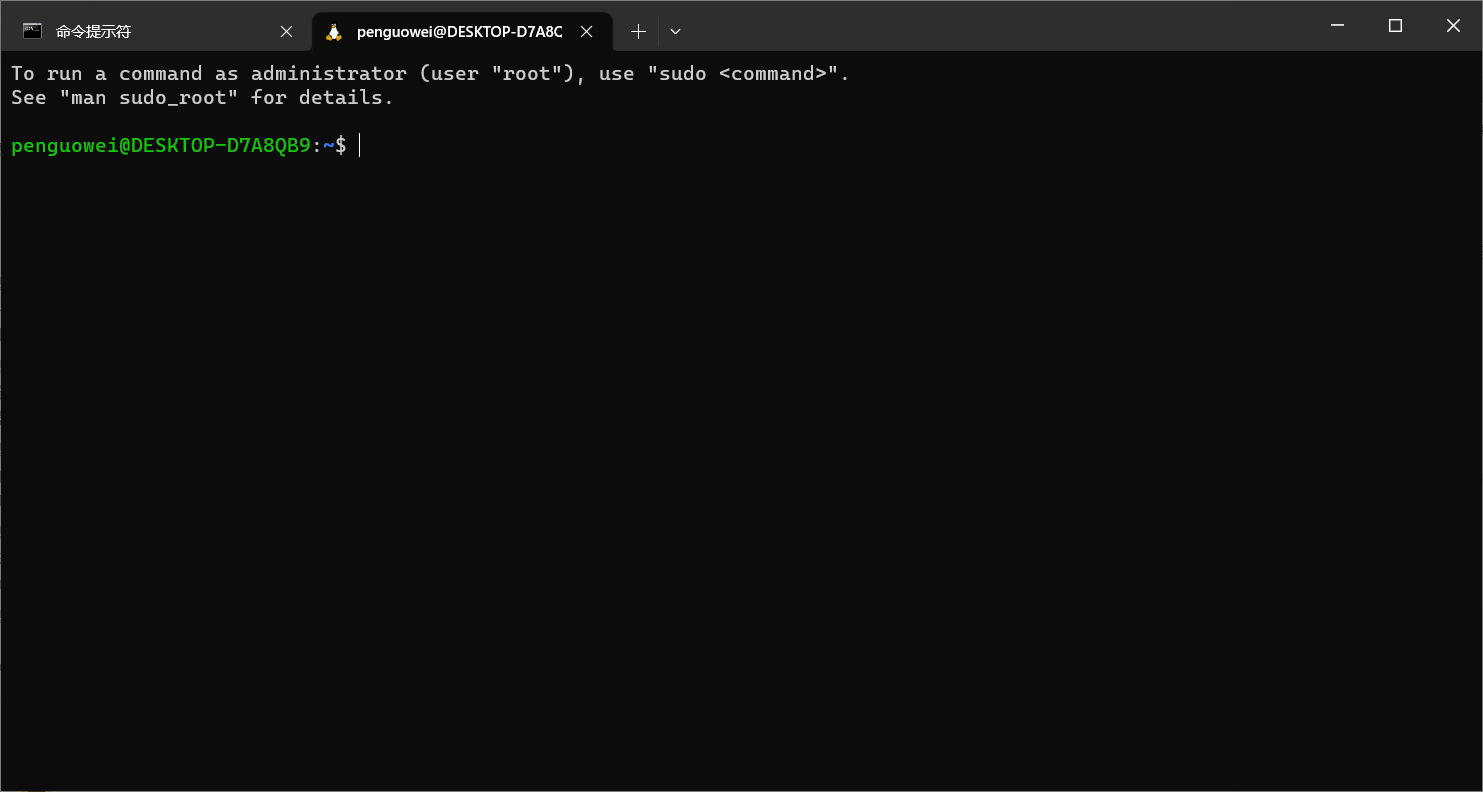 命令提示符
penguowei@DESKTOP-D7A8C
To run a command as administrator (user "root"), use "sudo <command>".
See "man sudo_root" for details.
penguowei@DESKTOP-D7A8QB9:~$